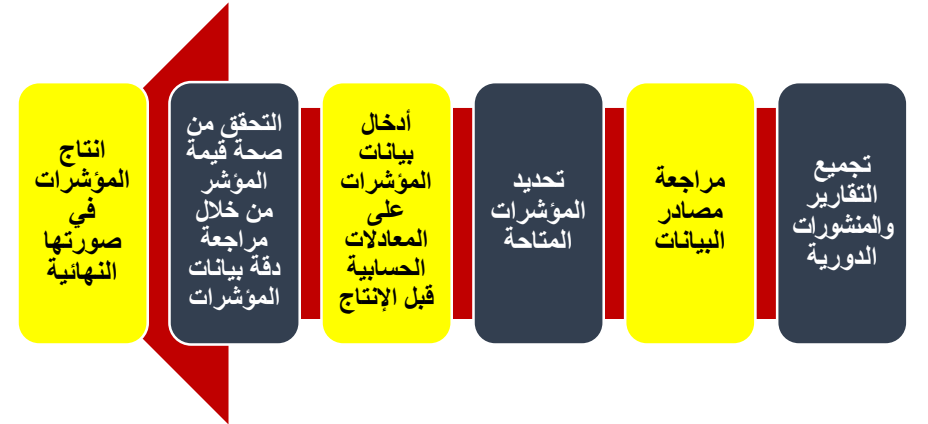 تجميع
التقارير
والمنشورات
الدورية
مراجعة
مصادر
البيانات
تحديد
المؤشرات
المتاحة
أدخال
بيانات
المؤشرات
على
المعادلات
الحسابية
قبل الإنتاج
التحقق من
صحة قيمة
المؤشر
من خلال
مراجعة
دقة بيانات
المؤشرات
انتاج
المؤشرات
في
صورتها
النهائية